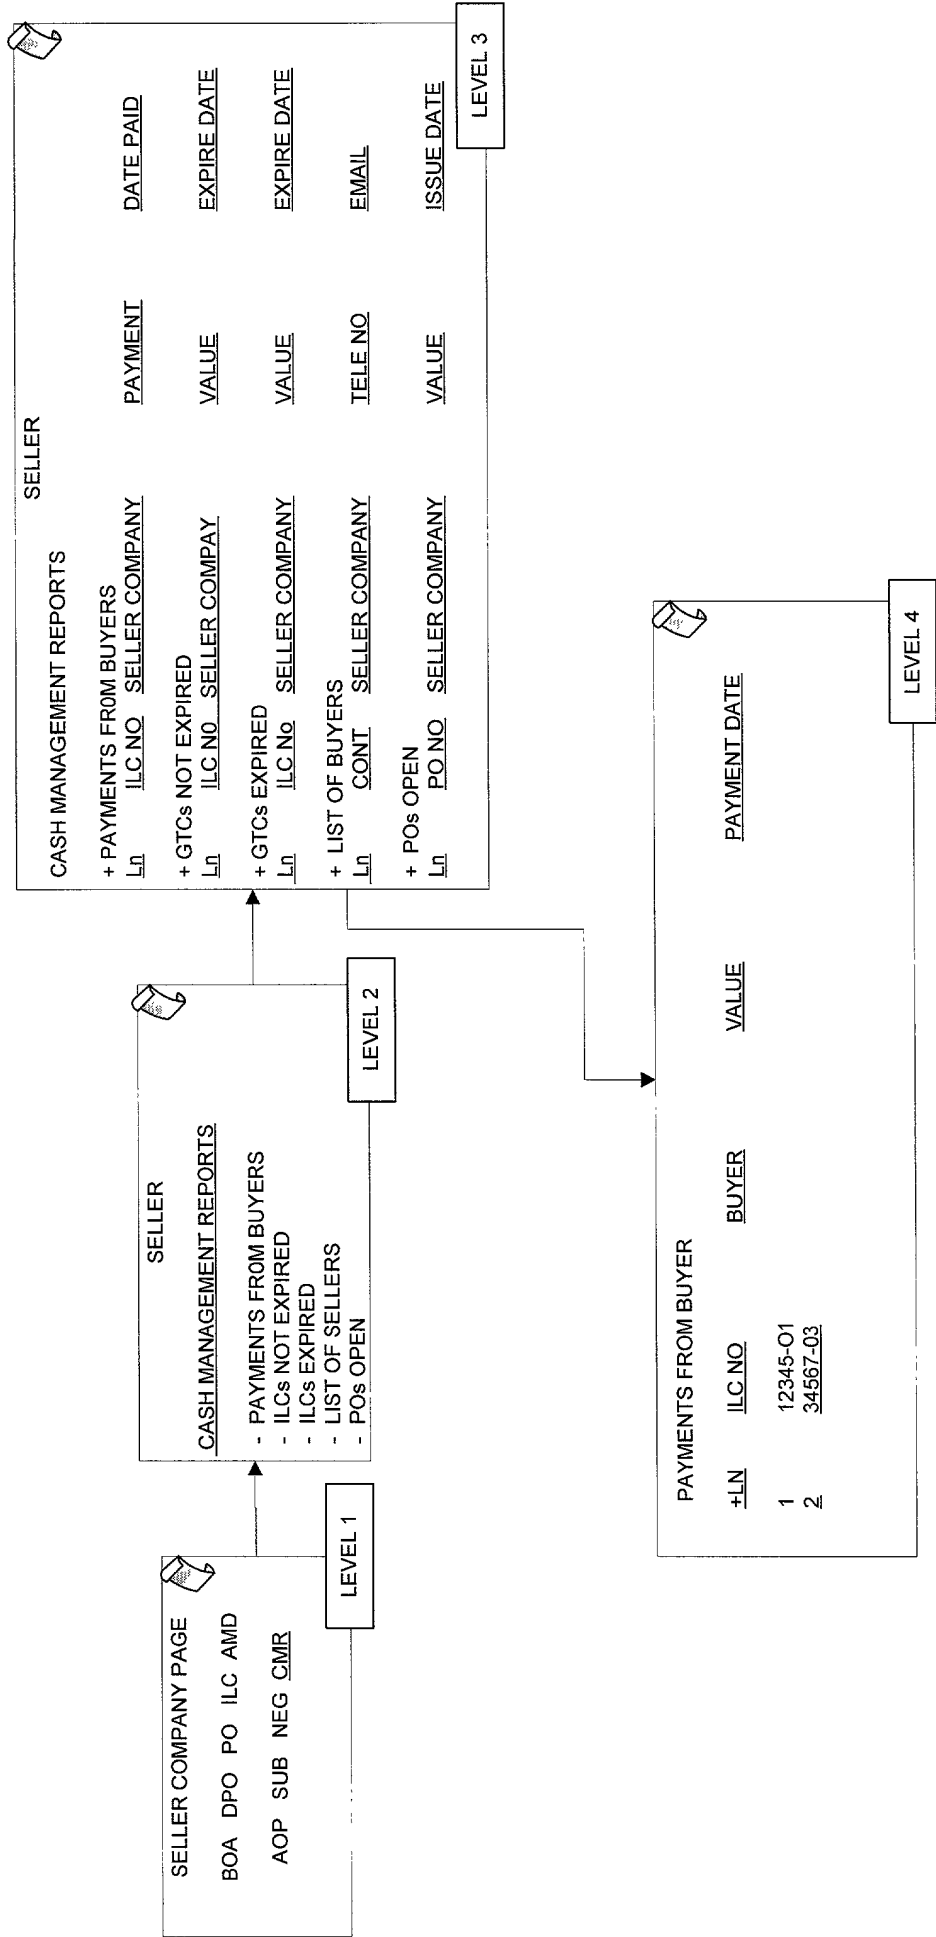 SELLER COMPANY PAGE
BOA DPO PO ILC AMD
AOP SUB NEG CMR
LEVEL 1
SELLER
CASH MANAGEMENT REPORTS
- PAYMENTS FR0M BUYERS
- ILCs NOT EXPIRED
- ILCs EXPIRED
- LIST OF SELLERS
- POs OPEN
LEVEL 2
SELLER
CASH MANAGEMENT REPORTS
+ PAYMENTS FR0M BUYERS
Ln ILC NO SELLER COMPANY PAYMENT DATE PAID
+ GTCs NOT EXPIRED
Ln ILC N0 SELLER COMPAY VALUE EXPIRE DATE
+ GTCs EXPIRED
Ln ILC No SELLER COMPANY VALUE EXPIRE DATE
+ LIST OF BUYERS
Ln CONT SELLER COMPANY TELE NO EMAIL
+ POs OPEN
Ln PO NO SELLER COMPANY VALUE ISSUE DATE
LEVEL 3
PAYMENTS FROM BUYER
+LN ILC NO BUYER VALUE PAYMENT DATE
1 12345-O1
2 34567-03
LEVEL 4